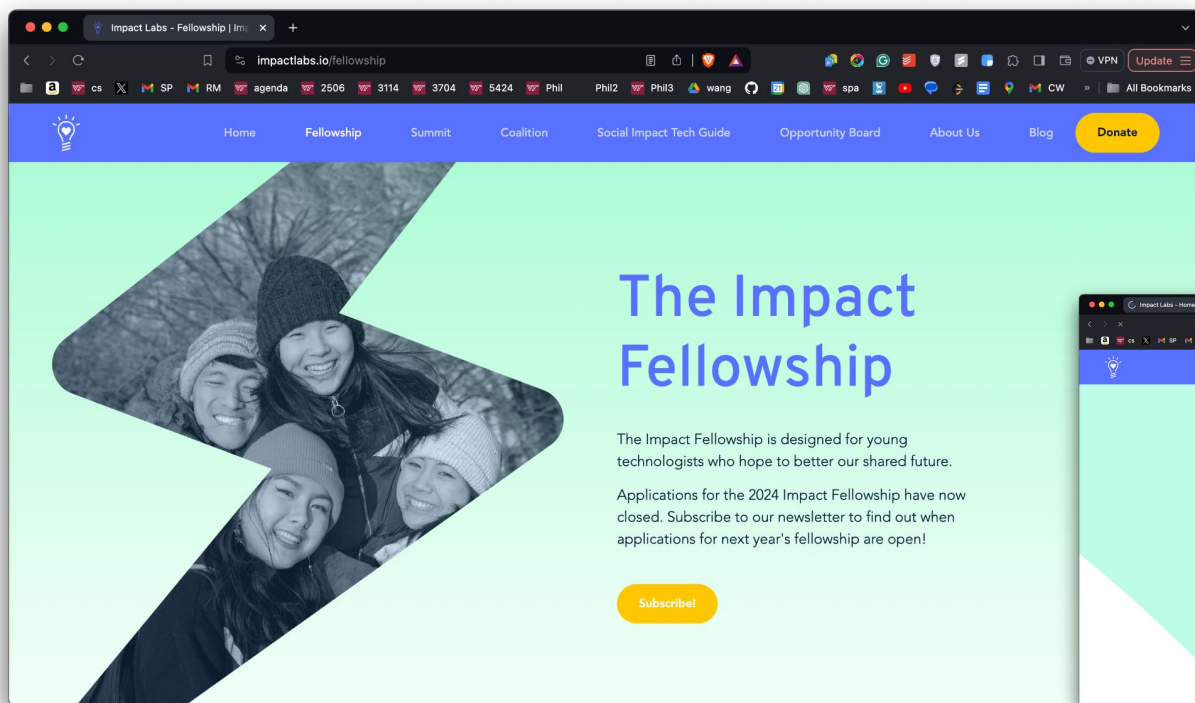 Impact Labs - Fellowship | Imp
impactlabs.io/fellowship
VPN
Update
a cs X SP RM agenda 2506 3114 3704 5424 Phil Phil2 Phil3 wang spa CW » All Bookmarks
Home Fellowship Summit Coalition Social Impact Tech Guide Opportunity Board About Us Blog Donate
The Impact
Fellowship
The Impact Fellowship is designed for young
technologists who hope to better our shared future.
Applications for the 2024 Impact Fellowship have now
closed. Subscribe to our newsletter to find out when
applications for next year's fellowship are open!
Subscribe!
Impact Labs - Home
a cs X SP